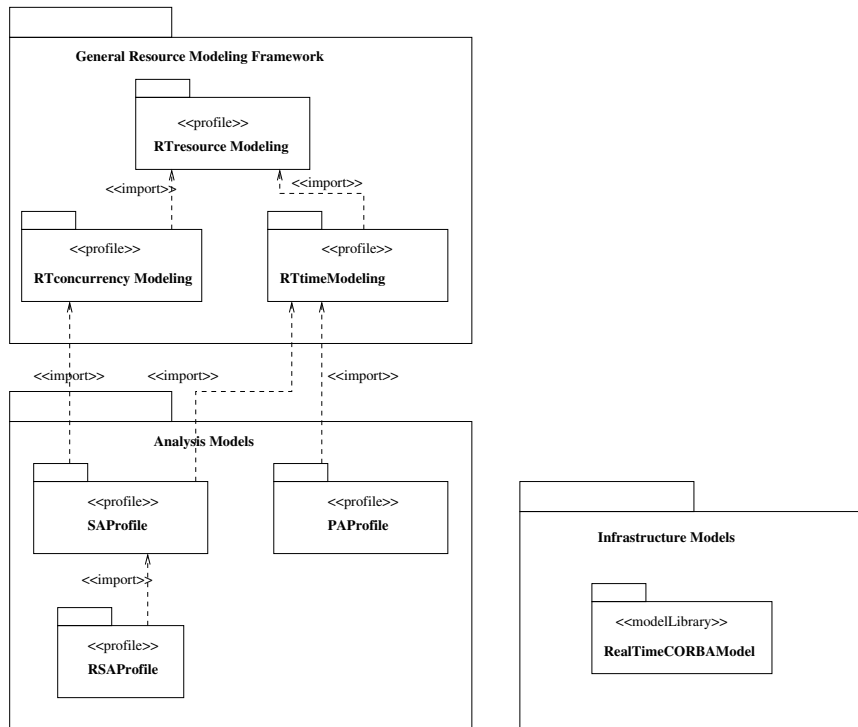 General Resource Modeling Framework
<<profile>>
RTresource Modeling
<<import>>
<<import>>
<<profile>>
RTconcurrency Modeling
<<profile>>
RTtimeModeling
<<import>>
<<import>>
<<import>>
Analysis Models
<<profile>>
SAProfile
<<profile>>
PAProfile
<<import>>
<<profile>>
RSAProfile
Infrastructure Models
<<modelLibrary>>
RealTimeCORBAModel